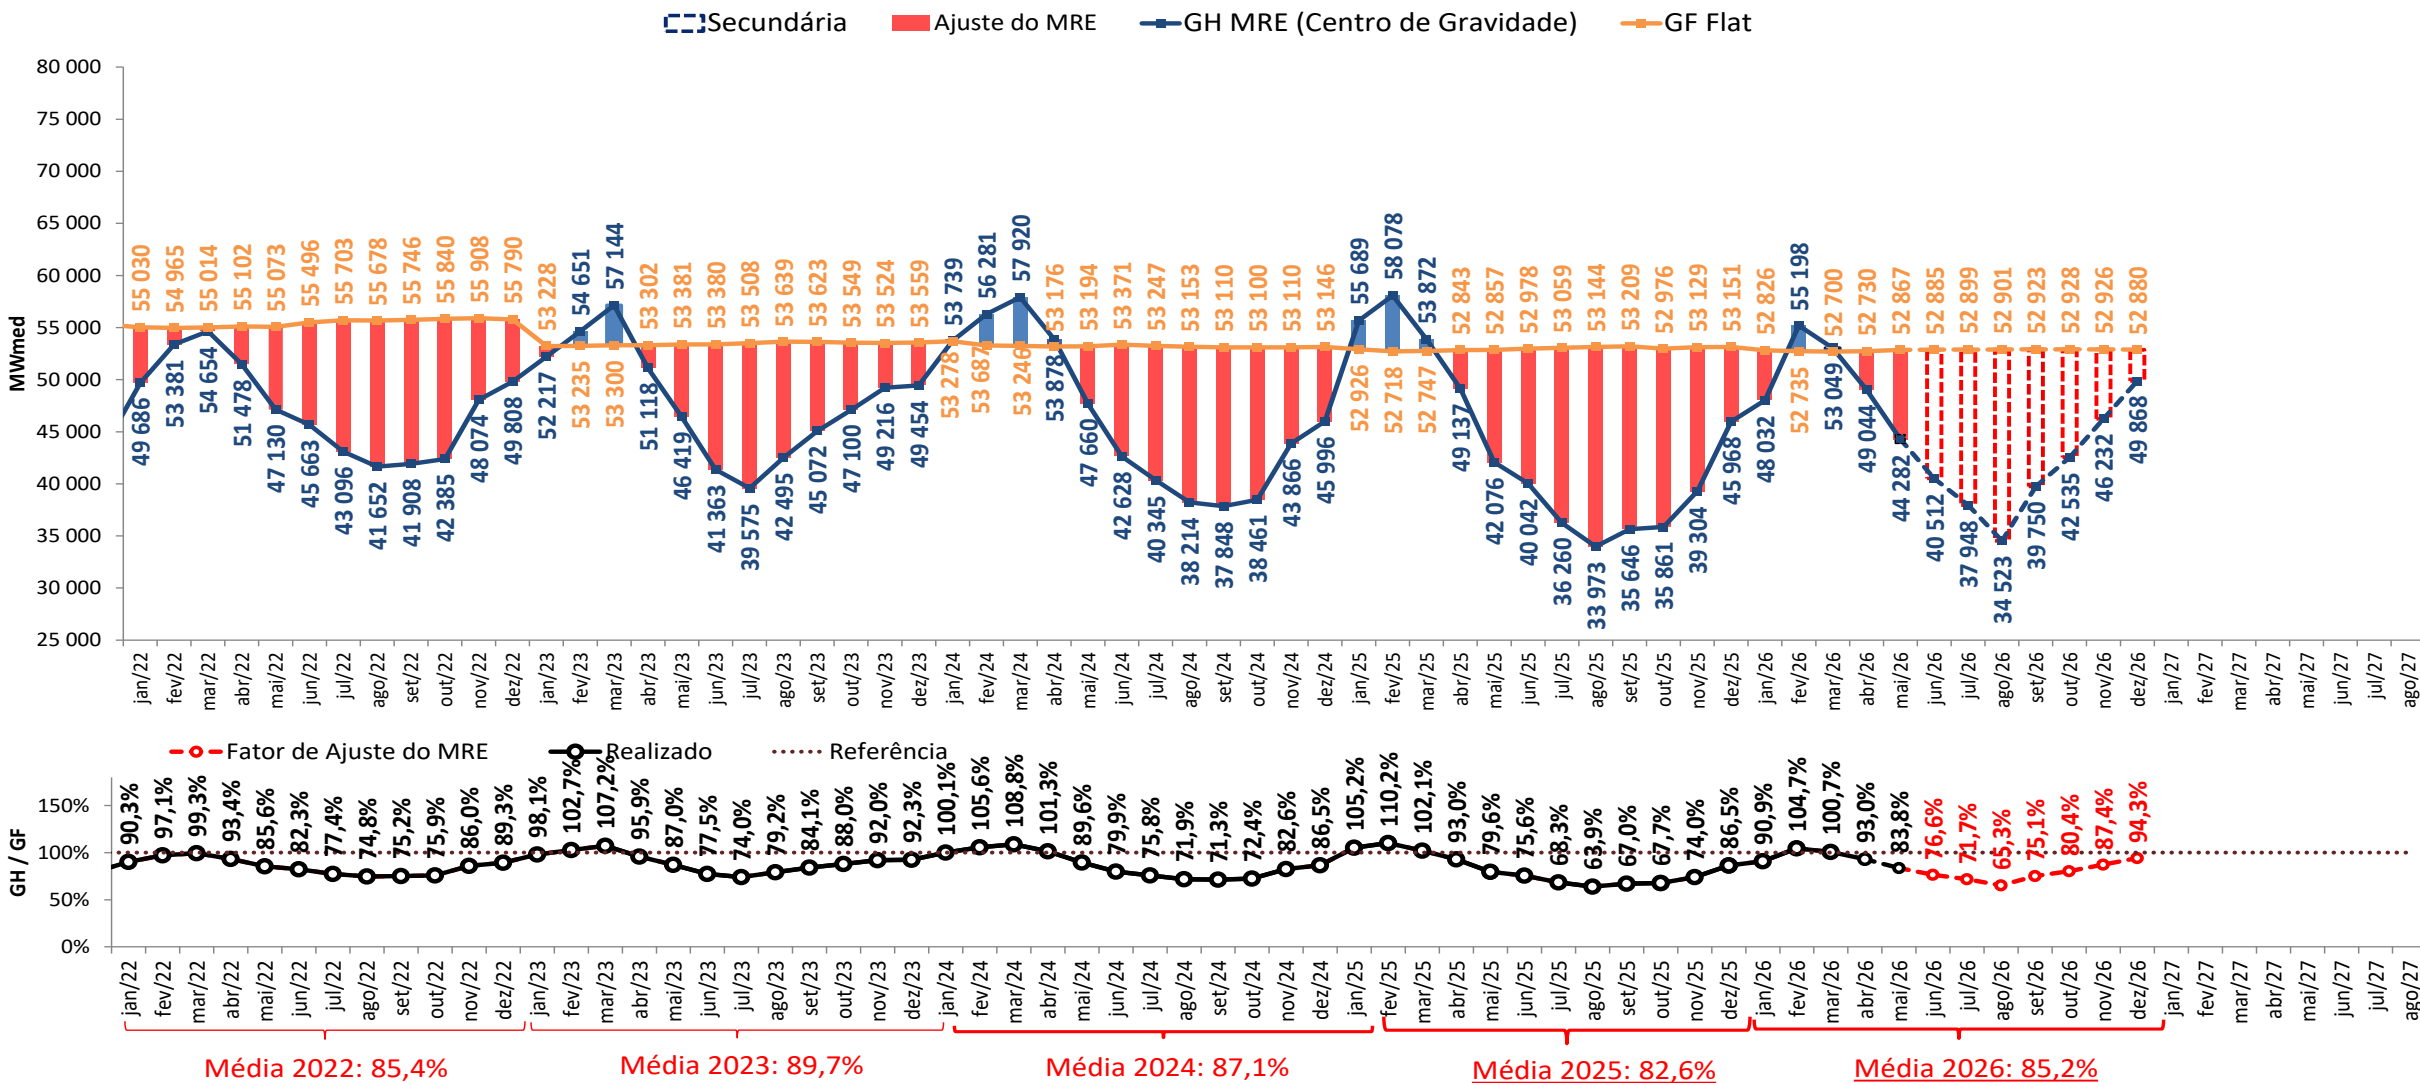 Secundária Ajuste do MRE GH MRE (Centro de Gravidade) GF Flat
MWmed
80 000
75 000
70 000
65 000
60 000
55 000
50 000
45 000
40 000
35 000
30 000
25 000
55 030 54 965 55 014 55 102 55 073 55 496 55 703 55 678 55 746 55 840 55 908 55 790 53 228 54 651 57 144 53 302 53 381 53 380 53 508 53 639 53 623 53 549 53 524 53 559 53 739 56 281 57 920 53 176 53 194 53 371 53 247 53 153 53 110 53 100 53 110 53 146 55 689 58 078 53 872 52 843 52 857 52 978 53 059 53 144 53 209 52 976 53 129 53 151 52 826 55 198 52 700 52 730 52 867 52 885 52 899 52 901 52 923 52 928 52 926 52 880
49 686 53 381 54 654 51 478 47 130 45 663 43 096 41 652 41 908 42 385 48 074 49 808 52 217 53 235 53 300 51 118 46 419 41 363 39 575 42 495 45 072 47 100 49 216 49 454 53 278 53 687 53 246 53 878 47 660 42 628 40 345 38 214 37 848 38 461 43 866 45 996 52 926 52 718 52 747 49 137 42 076 40 042 36 260 33 973 35 646 35 861 39 304 45 968 48 032 52 735 53 049 49 044 44 282 40 512 37 948 34 523 39 750 42 535 46 232 49 868
jan/22 fev/22 mar/22 abr/22 mai/22 jun/22 jul/22 ago/22 set/22 out/22 nov/22 dez/22 jan/23 fev/23 mar/23 abr/23 mai/23 jun/23 jul/23 ago/23 set/23 out/23 nov/23 dez/23 jan/24 fev/24 mar/24 abr/24 mai/24 jun/24 jul/24 ago/24 set/24 out/24 nov/24 dez/24 jan/25 fev/25 mar/25 abr/25 mai/25 jun/25 jul/25 ago/25 set/25 out/25 nov/25 dez/25 jan/26 fev/26 mar/26 abr/26 mai/26 jun/26 jul/26 ago/26 set/26 out/26 nov/26 dez/26 jan/27 fev/27 mar/27 abr/27 mai/27 jun/27 jul/27 ago/27
Fator de Ajuste do MRE Realizado Referência
GH / GF
150%
100%
50%
0%
90,3% 97,1% 99,3% 93,4% 85,6% 82,3% 77,4% 74,8% 75,2% 75,9% 86,0% 89,3% 98,1% 102,7% 107,2% 95,9% 87,0% 77,5% 74,0% 79,2% 84,1% 88,0% 92,0% 92,3% 100,1% 105,6% 108,8% 101,3% 89,6% 79,9% 75,8% 71,9% 71,3% 72,4% 82,6% 86,5% 105,2% 110,2% 102,1% 93,0% 79,6% 75,6% 68,3% 63,9% 67,0% 67,7% 74,0% 86,5% 90,9% 104,7% 100,7% 93,0% 83,8% 76,6% 71,7% 65,3% 75,1% 80,4% 87,4% 94,3%
jan/22 fev/22 mar/22 abr/22 mai/22 jun/22 jul/22 ago/22 set/22 out/22 nov/22 dez/22 jan/23 fev/23 mar/23 abr/23 mai/23 jun/23 jul/23 ago/23 set/23 out/23 nov/23 dez/23 jan/24 fev/24 mar/24 abr/24 mai/24 jun/24 jul/24 ago/24 set/24 out/24 nov/24 dez/24 jan/25 fev/25 mar/25 abr/25 mai/25 jun/25 jul/25 ago/25 set/25 out/25 nov/25 dez/25 jan/26 fev/26 mar/26 abr/26 mai/26 jun/26 jul/26 ago/26 set/26 out/26 nov/26 dez/26 jan/27 fev/27 mar/27 abr/27 mai/27 jun/27 jul/27 ago/27
Média 2022: 85,4% Média 2023: 89,7% Média 2024: 87,1% Média 2025: 82,6% Média 2026: 85,2%